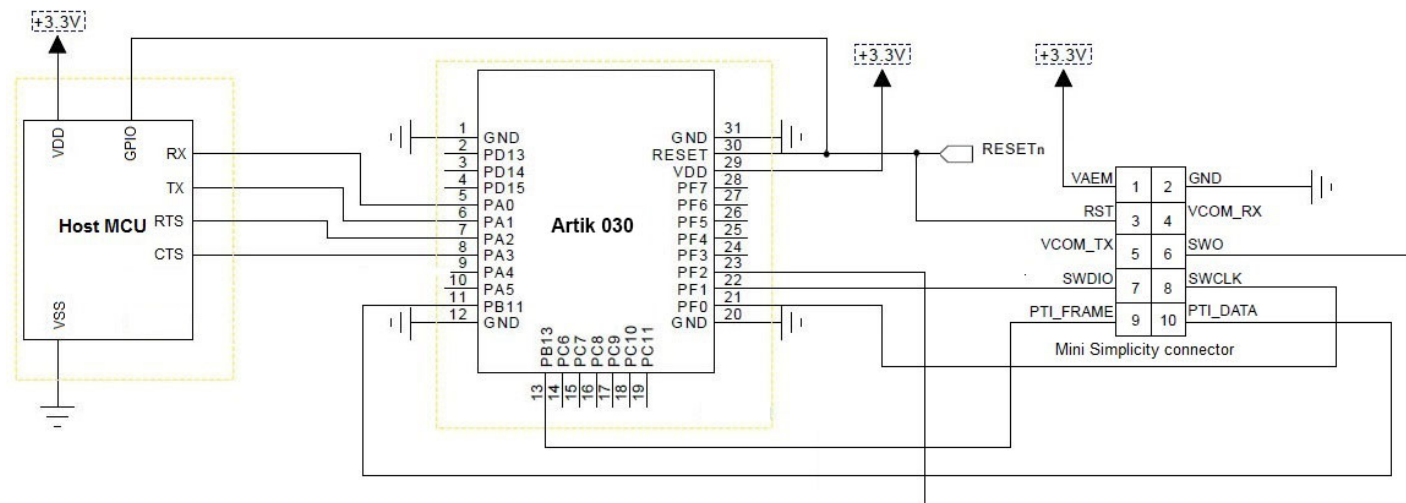 +3.3V
VDD
GPIO
RX
TX
RTS
CTS
Host MCU
VSS
1
GND
2
PD13
3
PD14
4
PD15
5
PA0
6
PA1
7
PA2
8
PA3
9
PA4
10
PA5
11
PB11
12
GND
Artik 030
13
PB13
14
PC6
15
PC7
16
PC8
17
PC9
18
PC10
19
PC11
31
GND
30
RESET
29
VDD
28
PF7
27
PF6
26
PF5
25
PF4
24
PF3
23
PF2
22
PF1
21
PF0
20
GND
+3.3V
RESETn
+3.3V
VAEM 1 2 GND
RST 3 4 VCOM_RX
VCOM_TX 5 6 SWO
SWDIO 7 8 SWCLK
PTI_FRAME 9 10 PTI_DATA
Mini Simplicity connector